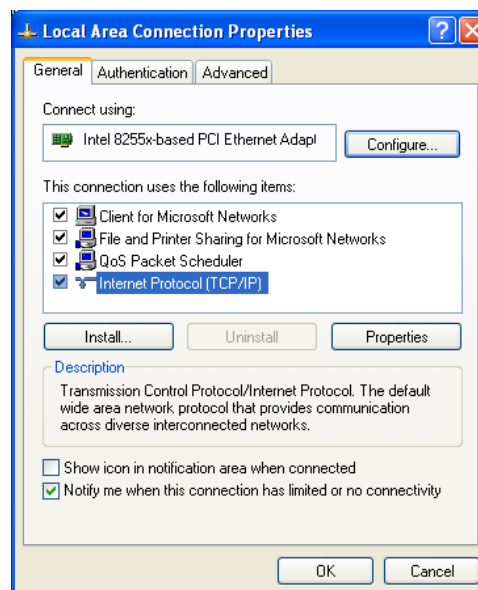 Local Area Connection Properties
General Authentication Advanced
Connect using:
Intel 8255x-based PCI Ethernet Adapt
Configure...
This connection uses the following items:
Client for Microsoft Networks
File and Printer Sharing for Microsoft Networks
QoS Packet Scheduler
Internet Protocol (TCP/IP)
Install... Uninstall Properties
Description
Transmission Control Protocol/Internet Protocol. The default
wide area network protocol that provides communication
across diverse interconnected networks.
Show icon in notification area when connected
Notify me when this connection has limited or no connectivity
OK Cancel